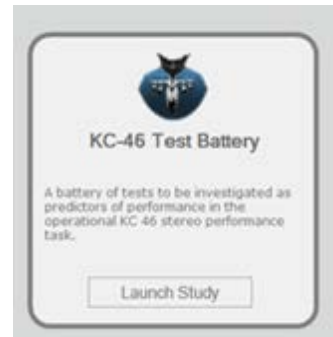 KC-46 Test Battery
A battery of tests to be investigated as
predictors of performance in the
operational KC 46 stereo performance
task.
Launch Study